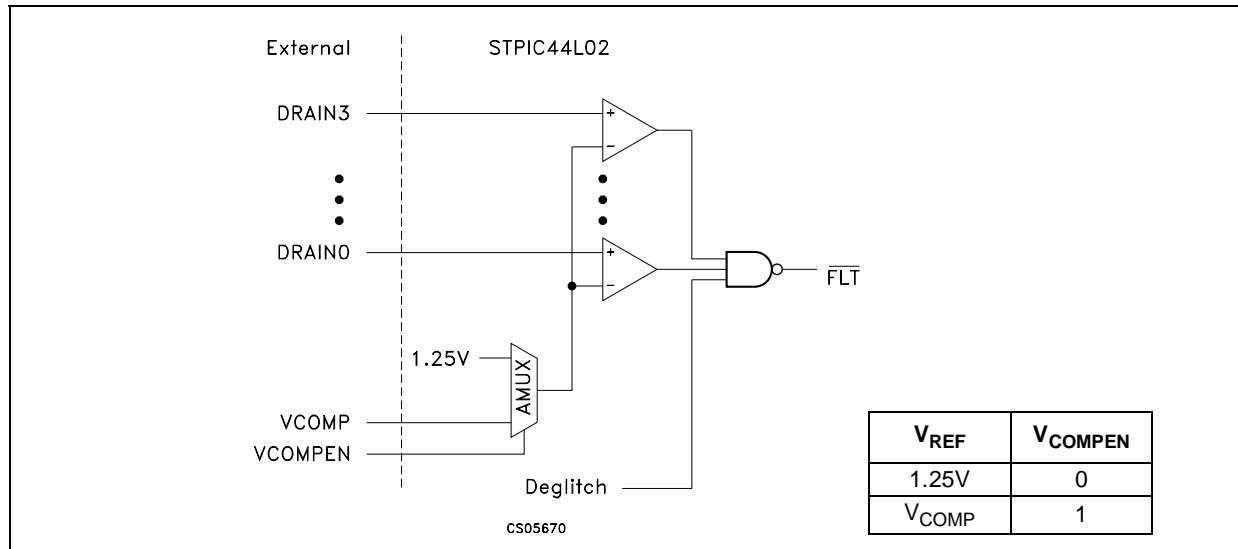 External STPIC44L02
DRAIN3
+
-
DRAIN0
+
-
FLT
1.25V
AMUX
VCOMP
VCOMPEN
Deglitch
CS05670
VREF VCOMPEN
1.25V 0
VCOMP 1